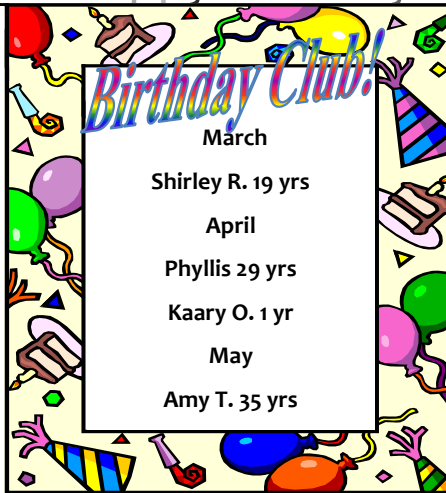 Birthday Club!
March
Shirley R. 19 yrs
April
Phyllis 29 yrs
Kaary O. 1 yr
May
Amy T. 35 yrs